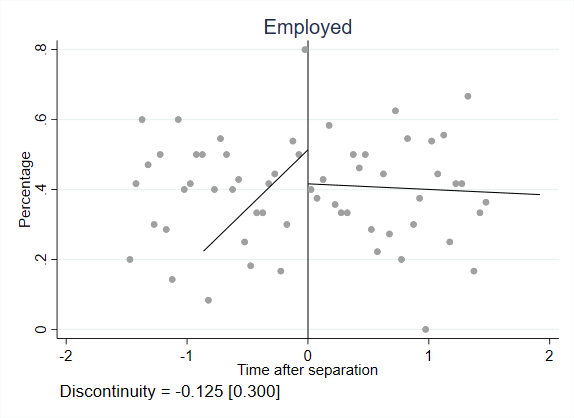 Employed
Percentage
.8
.6
.4
.2
0
-2 -1 0 1 2
Time after separation
Discontinuity = -0.125 [0.300]